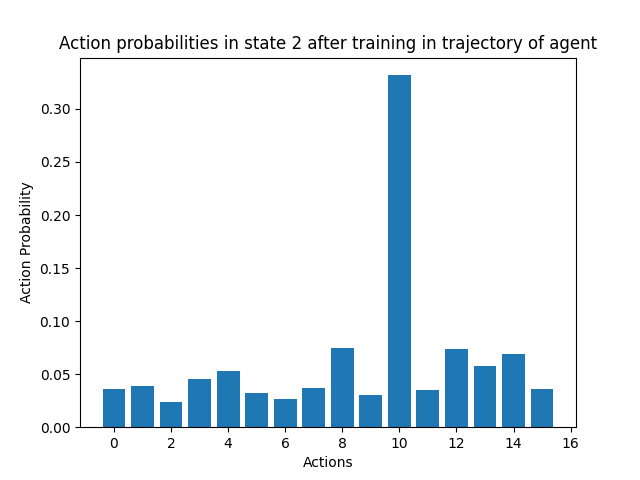 Action probabilities in state 2 after training in trajectory of agent
0.30
0.25
0.20
0.15
0.10
0.05
0.00
Action Probability
0 2 4 6 8 10 12 14 16
Actions